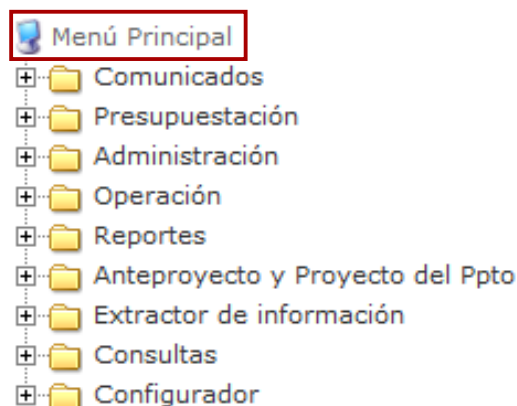 Menú Principal
Comunicados
Presupuestación
Administración
Operación
Reportes
Anteproyecto y Proyecto del Ppto
Extractor de información
Consultas
Configurador